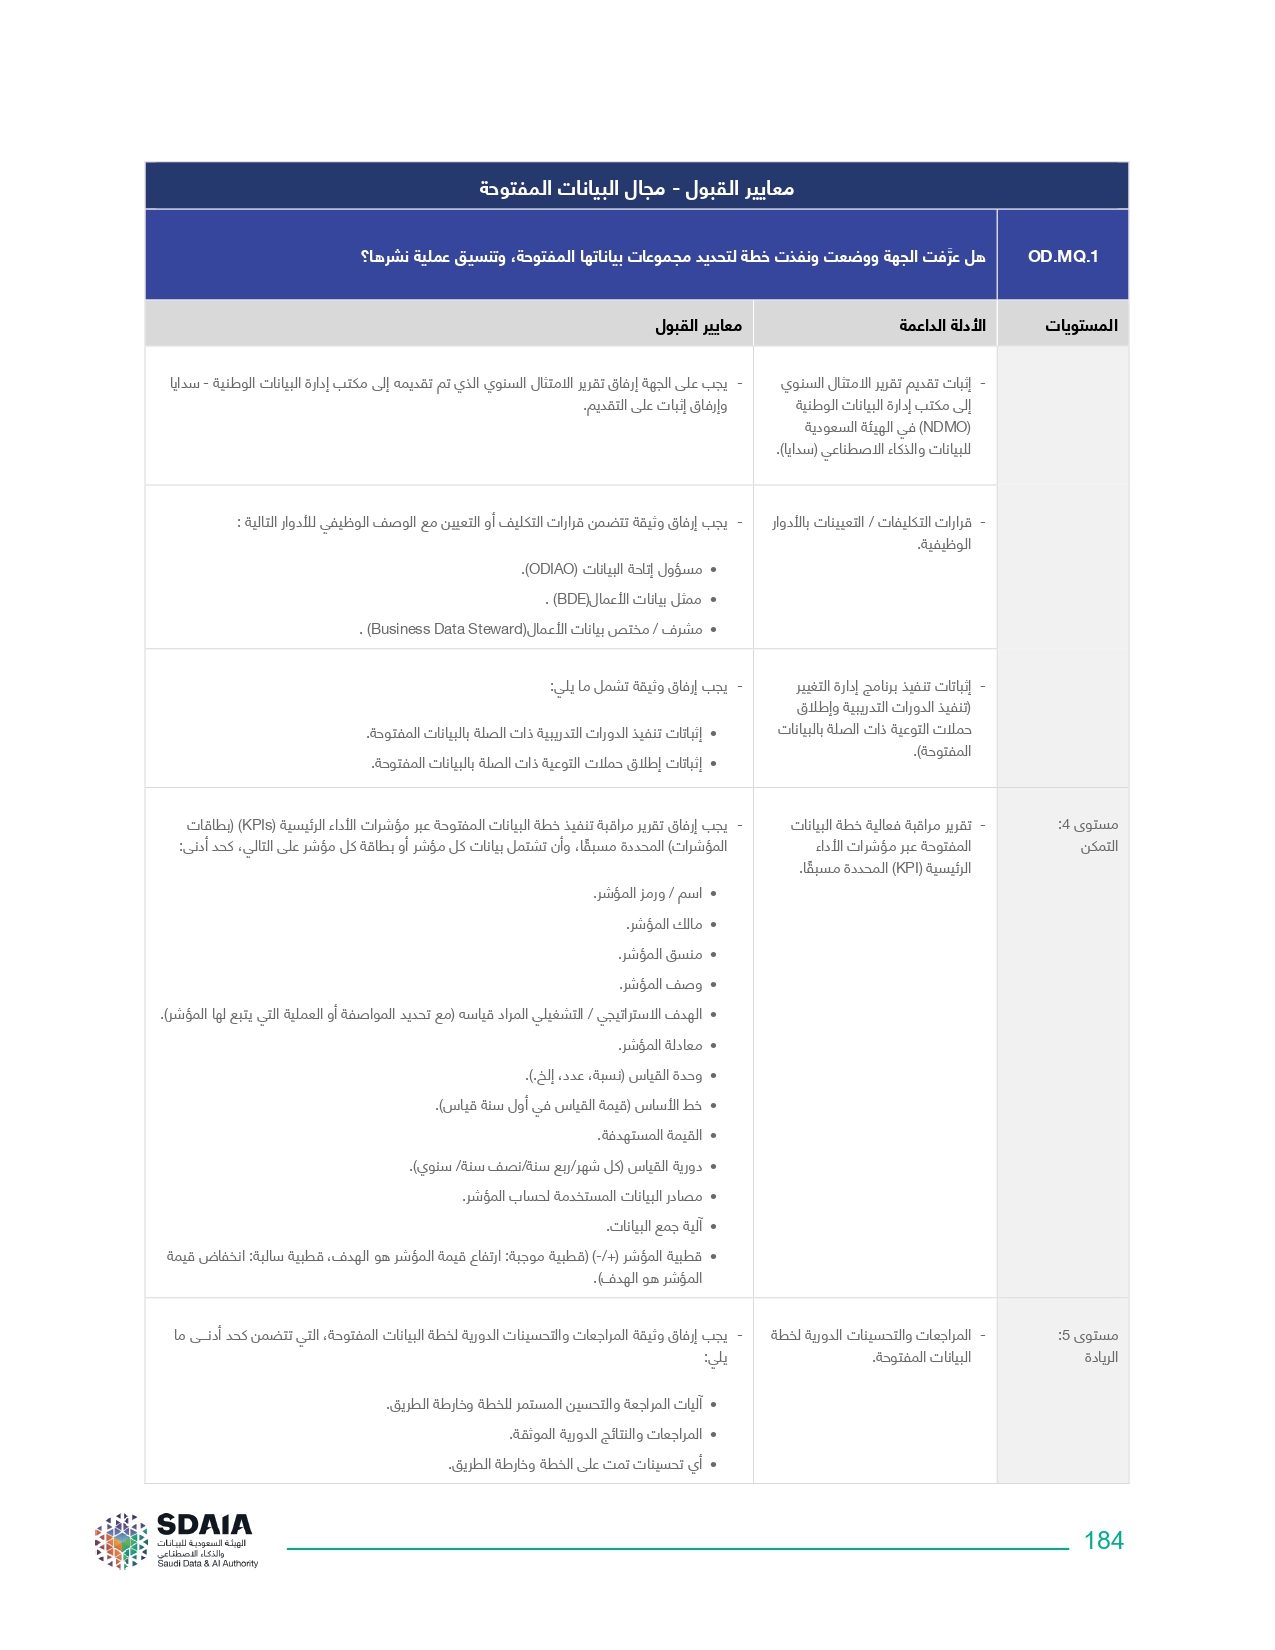 معايير القبول - مجال البيانات المفتوحة
OD.MQ.1
هل عرَّفت الجهة ووضعت ونفذت خطة لتحديد مجموعات بياناتها المفتوحة، وتنسيق عملية نشرها؟
المستويات
الأدلة الداعمة
معايير القبول
- إثبات تقديم تقرير الامتثال السنوي
إلى مكتب إدارة البيانات الوطنية
(NDMO) في الهيئة السعودية
للبيانات والذكاء الاصطناعي (سدايا).
- يجب على الجهة إرفاق تقرير الامتثال السنوي الذي تم تقديمه إلى مكتب إدارة البيانات الوطنية - سدايا
وإرفاق إثبات على التقديم.
- قرارات التكليفات / التعيينات بالأدوار
الوظيفية.
- يجب إرفاق وثيقة تتضمن قرارات التكليف أو التعيين مع الوصف الوظيفي للأدوار التالية :
• مسؤول إتاحة البيانات (ODIAO).
• ممثل بيانات الأعمال(BDE) .
• مشرف / مختص بيانات الأعمال(Business Data Steward) .
- إثباتات تنفيذ برنامج إدارة التغيير
(تنفيذ الدورات التدريبية وإطلاق
حملات التوعية ذات الصلة بالبيانات
المفتوحة).
- يجب إرفاق وثيقة تشمل ما يلي:
• إثباتات تنفيذ الدورات التدريبية ذات الصلة بالبيانات المفتوحة.
• إثباتات إطلاق حملات التوعية ذات الصلة بالبيانات المفتوحة.
مستوى 4:
التمكن
- تقرير مراقبة فعالية خطة البيانات
المفتوحة عبر مؤشرات الأداء
الرئيسية (KPI) المحددة مسبقًا.
- يجب إرفاق تقرير مراقبة تنفيذ خطة البيانات المفتوحة عبر مؤشرات الأداء الرئيسية (KPIs) (بطاقات
المؤشرات) المحددة مسبقًا، وأن تشتمل بيانات كل مؤشر أو بطاقة كل مؤشر على التالي، كحد أدنى:
• اسم / ورمز المؤشر.
• مالك المؤشر.
• منسق المؤشر.
• وصف المؤشر.
• الهدف الاستراتيجي / التشغيلي المراد قياسه (مع تحديد المواصفة أو العملية التي يتبع لها المؤشر).
• معادلة المؤشر.
• وحدة القياس (نسبة، عدد، إلخ.).
• خط الأساس (قيمة القياس في أول سنة قياس).
• القيمة المستهدفة.
• دورية القياس (كل شهر/ربع سنة/نصف سنة/ سنوي).
• مصادر البيانات المستخدمة لحساب المؤشر.
• آلية جمع البيانات.
• قطبية المؤشر (+/-) (قطبية موجبة: ارتفاع قيمة المؤشر هو الهدف، قطبية سالبة: انخفاض قيمة
المؤشر هو الهدف).
مستوى 5:
الريادة
- المراجعات والتحسينات الدورية لخطة
البيانات المفتوحة.
- يجب إرفاق وثيقة المراجعات والتحسينات الدورية لخطة البيانات المفتوحة، التي تتضمن كحد أدنــى ما
يلي:
• آليات المراجعة والتحسين المستمر للخطة وخارطة الطريق.
• المراجعات والنتائج الدورية الموثقة.
• أي تحسينات تمت على الخطة وخارطة الطريق.
SDAIA
الهيئة السعودية للبيانات
والذكاء الاصطناعي
Saudi Data & AI Authority
184